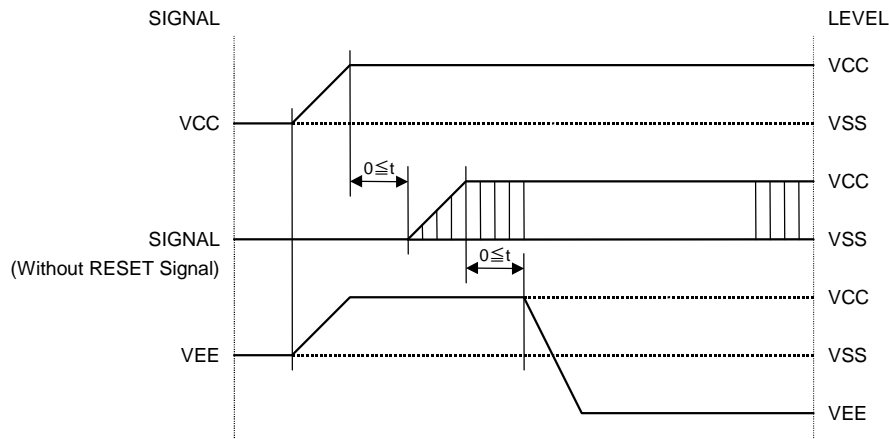 SIGNAL LEVEL
VCC
VCC VSS
0≦t VCC
SIGNAL VSS
(Without RESET Signal) 0≦t
VCC
VEE VSS
VEE